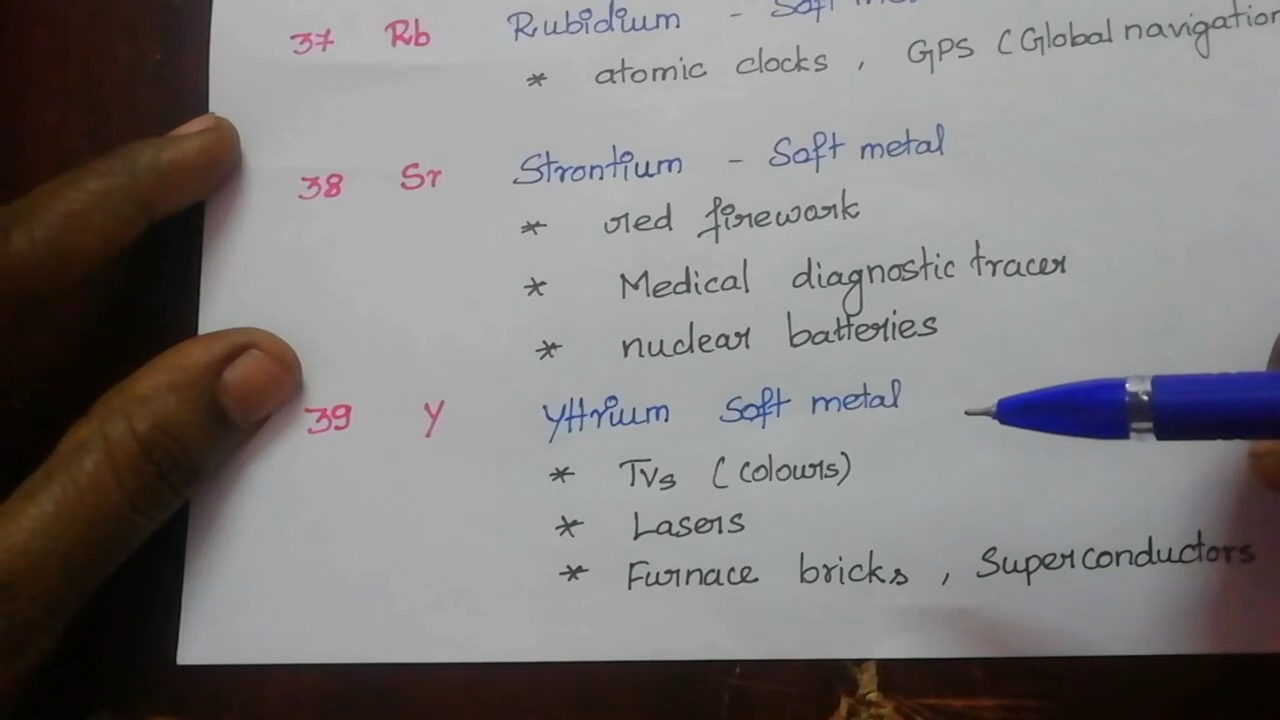 37 Rb Rubidium - Soft
* atomic clocks, GPS (Global navigation
38 Sr Strontium - Soft metal
* red firework
* Medical diagnostic tracer
* nuclear batteries
39 Y Yttrium Soft metal
* TVs (colours)
* Lasers
* Furnace bricks, Superconductors